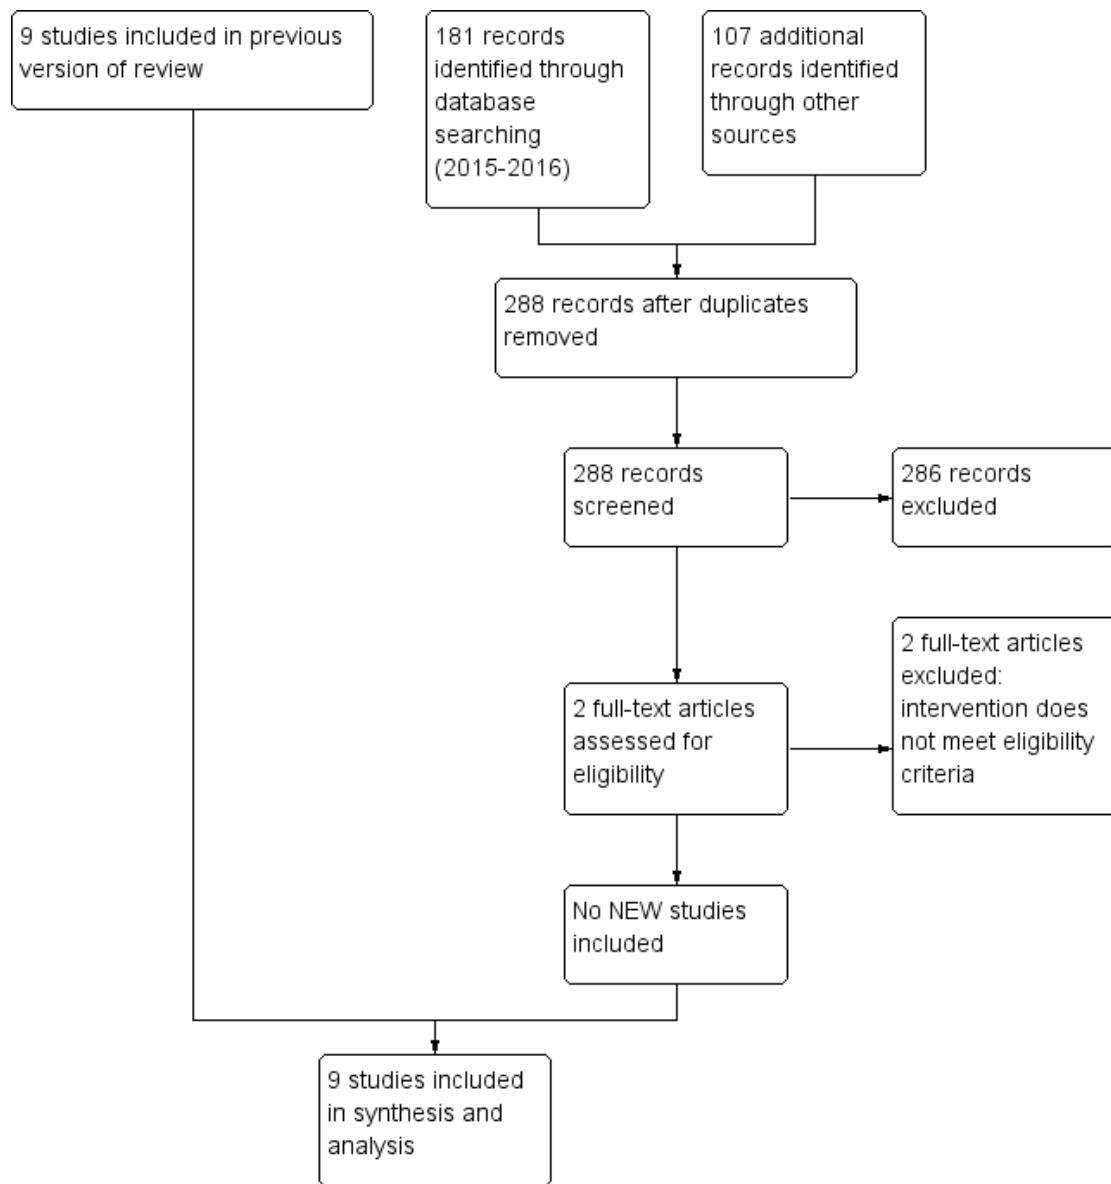 9 studies included in previous
version of review
181 records
identified through
database
searching
(2015-2016)
107 additional
records identified
through other
sources
288 records after duplicates
removed
288 records
screened
286 records
excluded
2 full-text articles
assessed for
eligibility
2 full-text articles
excluded:
intervention does
not meet eligibility
criteria
No NEW studies
included
9 studies included
in synthesis and
analysis